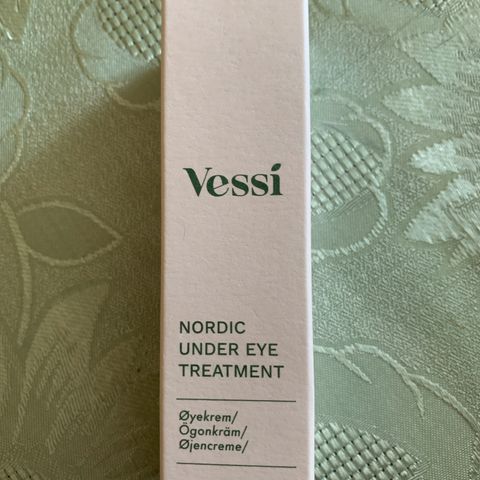 Vessi
NORDIC
UNDER EYE
TREATMENT
Øyekrem/
Ögonkräm/
Øjencreme/